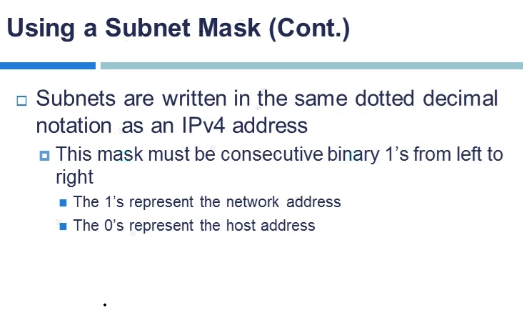 Using a Subnet Mask (Cont.)
Subnets are written in the same dotted decimal
notation as an IPv4 address
This mask must be consecutive binary 1's from left to
right
The 1's represent the network address
The 0's represent the host address